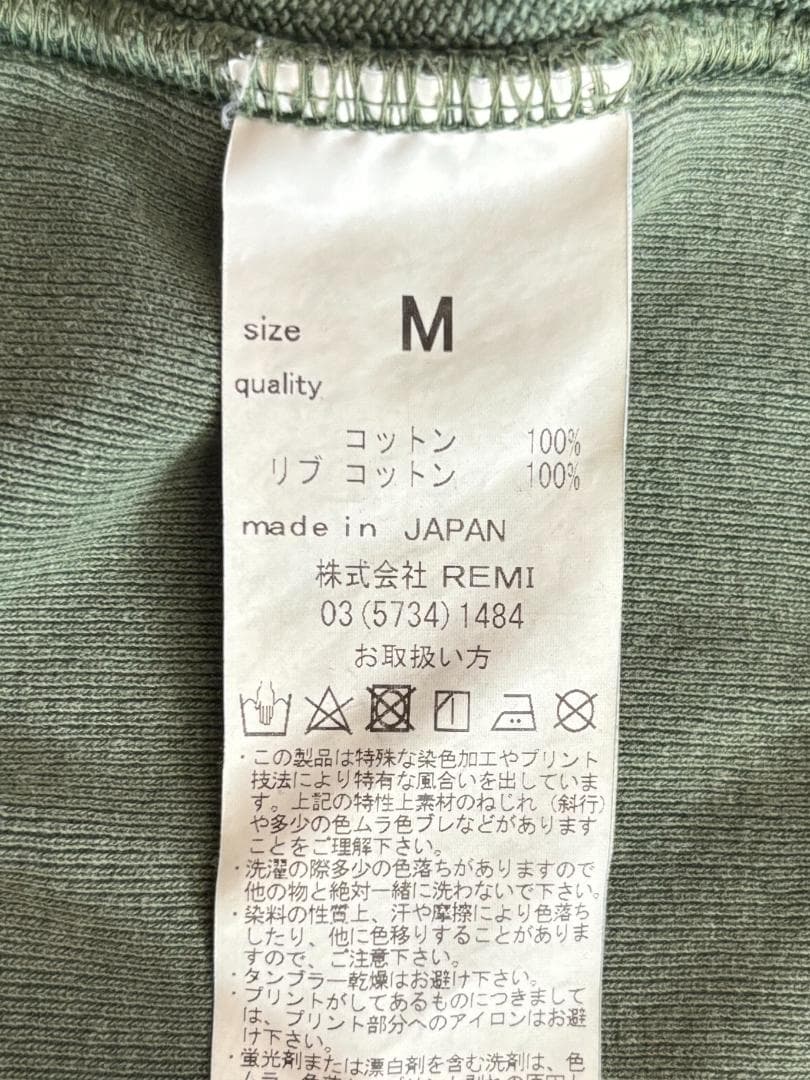 size M
quality
コットン 100%
リブ コットン 100%
made in JAPAN
株式会社 REMI
03(5734)1484
お取扱い方
・この製品は特殊な染色加工やプリント
技法により特有な風合いを出していま
す。上記の特性上素材のねじれ（斜行）
や多少の色ムラ色ブレなどがあります
ことをご理解下さい。
・洗濯の際多少の色落ちがありますので
他の物と絶対一緒に洗わないで下さい。
・染料の性質上、汗や摩擦により色落ち
したり、他に色移りすることがありま
すので、ご注意下さい。
・タンブラー乾燥はお避け下さい。
・プリントがしてあるものにつきまして
は、プリント部分へのアイロンはお避
け下さい。
・蛍光剤または漂白剤を含む洗剤は、色